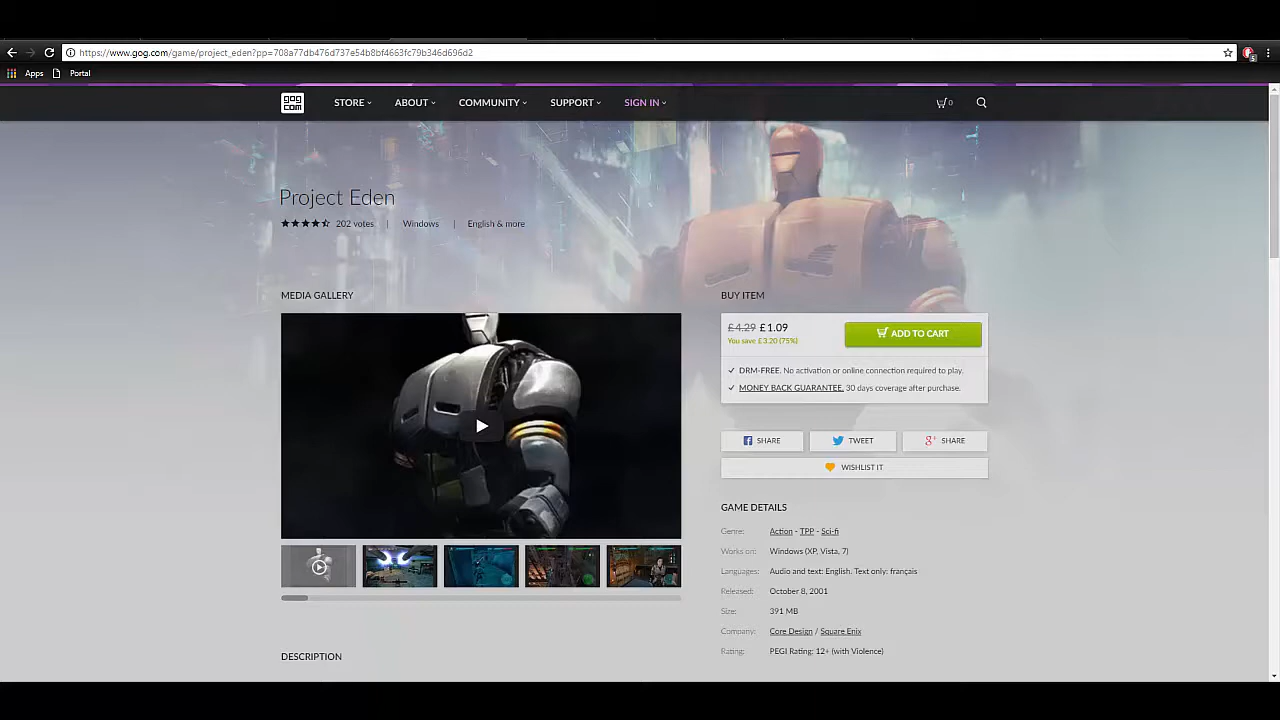 https://www.gog.com/game/project_eden?pp=708a77db476d737e54b8bf4663fc79b346d696d2
5
Apps Portal
gog com STORE ABOUT COMMUNITY SUPPORT SIGN IN 0
Project Eden
202 votes | Windows | English & more
MEDIA GALLERY
BUY ITEM
£4.29 £1.09
You save £3.20 (75%)
ADD TO CART
DRM-FREE. No activation or online connection required to play.
MONEY BACK GUARANTEE. 30 days coverage after purchase.
SHARE TWEET SHARE
WISHLIST IT
GAME DETAILS
Genre: Action - TPP - Sci-fi
Works on: Windows (XP, Vista, 7)
Languages: Audio and text: English. Text only: français
Released: October 8, 2001
Size: 391 MB
Company: Core Design / Square Enix
Rating: PEGI Rating: 12+ (with Violence)
DESCRIPTION